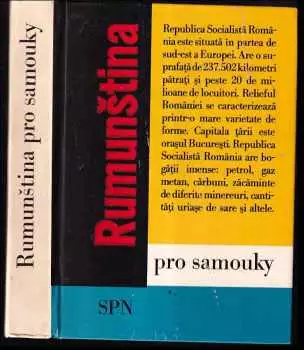 Rumunština pro samouky
Rumunština
Republica Socialistă Româ-
nia este situată în partea de
sud-est a Europei. Are o su-
prafață de 237.502 kilometri
pătrați și peste 20 de mi-
lioane de locuitori. Relieful
României se caracterizează
printr-o mare varietate de
forme. Capitala țării este
orașul București. Republica
Socialistă România are bo-
gății imense: petrol, gaz
metan, cărbuni, zăcăminte
de diferite minereuri, canti-
tăți uriașe de sare și altele.
pro samouky
SPN